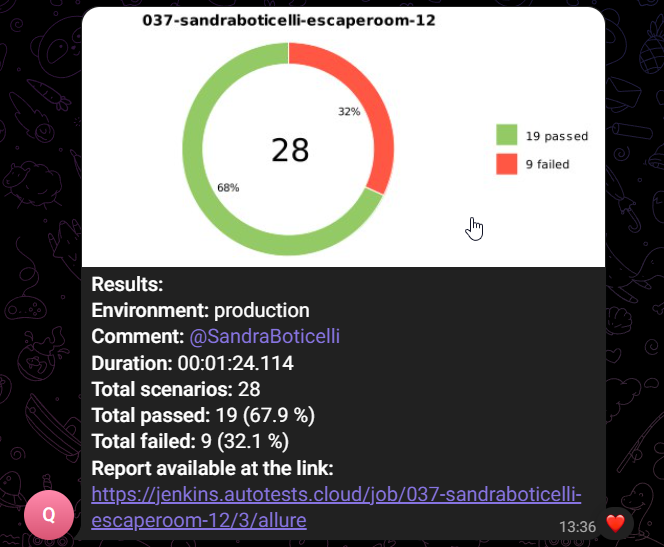 037-sandraboticelli-escaperoom-12
32%
28
19 passed
9 failed
68%
Results:
Environment: production
Comment: @SandraBoticelli
Duration: 00:01:24.114
Total scenarios: 28
Total passed: 19 (67.9 %)
Total failed: 9 (32.1 %)
Report available at the link:
https://jenkins.autotests.cloud/job/037-sandraboticelli-
escaperoom-12/3/allure
Q
13:36